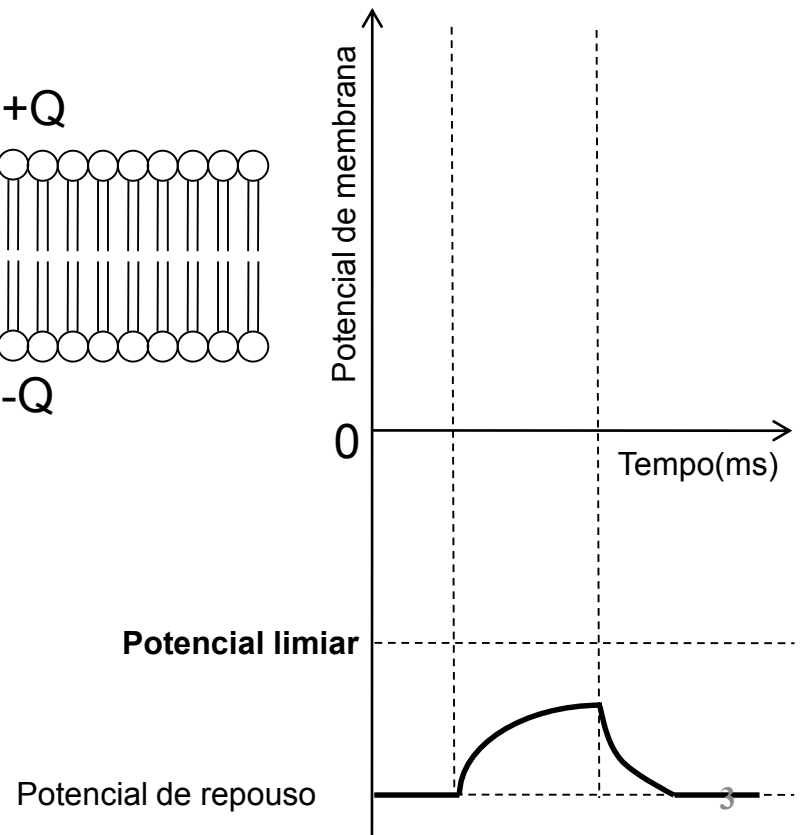 +Q
-Q
Potencial de membrana
0
Tempo(ms)
Potencial limiar
Potencial de repouso
3